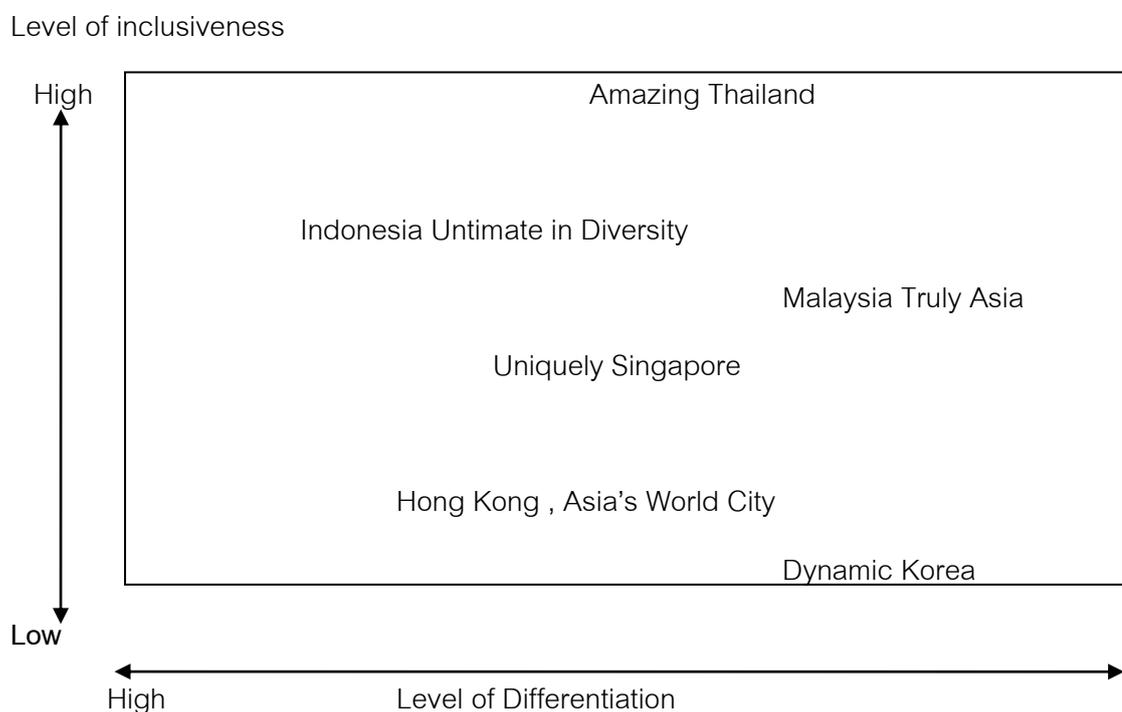 Level of inclusiveness
High
Amazing Thailand
Indonesia Untimate in Diversity
Malaysia Truly Asia
Uniquely Singapore
Hong Kong , Asia’s World City
Dynamic Korea
Low
High Level of Differentiation